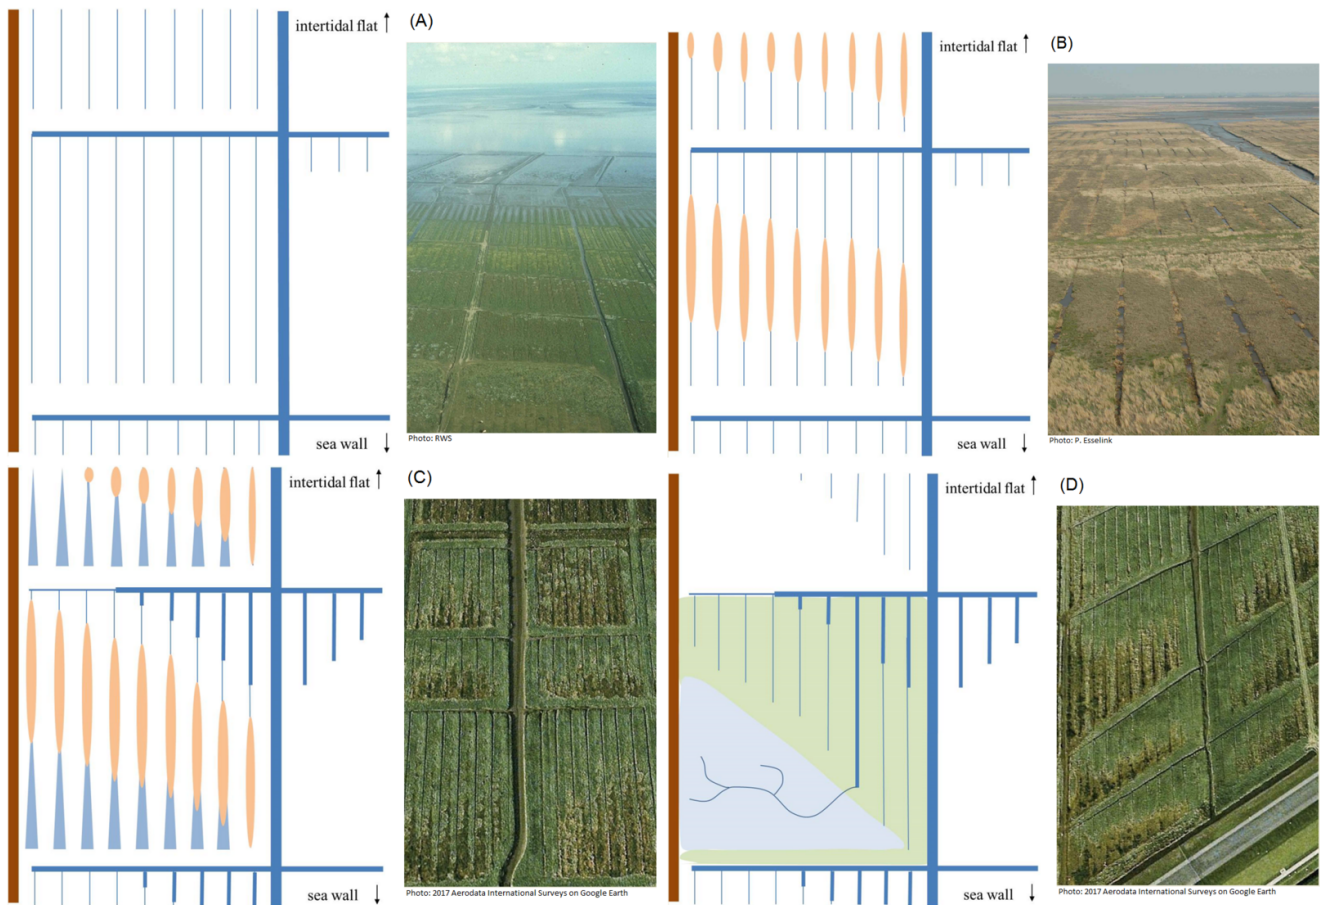 intertidal flat ↑
(A)
sea wall ↓
Photo: RWS
intertidal flat ↑
(B)
sea wall ↓
Photo: P. Esselink
intertidal flat ↑
(C)
sea wall ↓
Photo: 2017 Aerodata International Surveys on Google Earth
intertidal flat ↑
(D)
sea wall ↓
Photo: 2017 Aerodata International Surveys on Google Earth